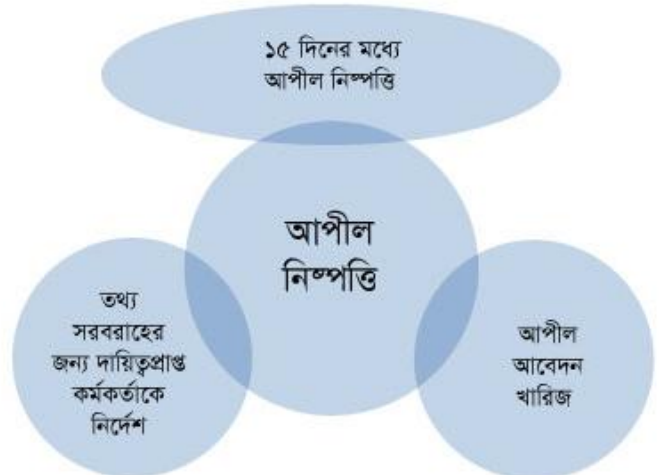 ১৫ দিনের মধ্যে
আপীল নিষ্পত্তি
আপীল
নিষ্পত্তি
তথ্য
সরবরাহের
জন্য দায়িত্বপ্রাপ্ত
কর্মকর্তাকে
নির্দেশ
আপীল
আবেদন
খারিজ